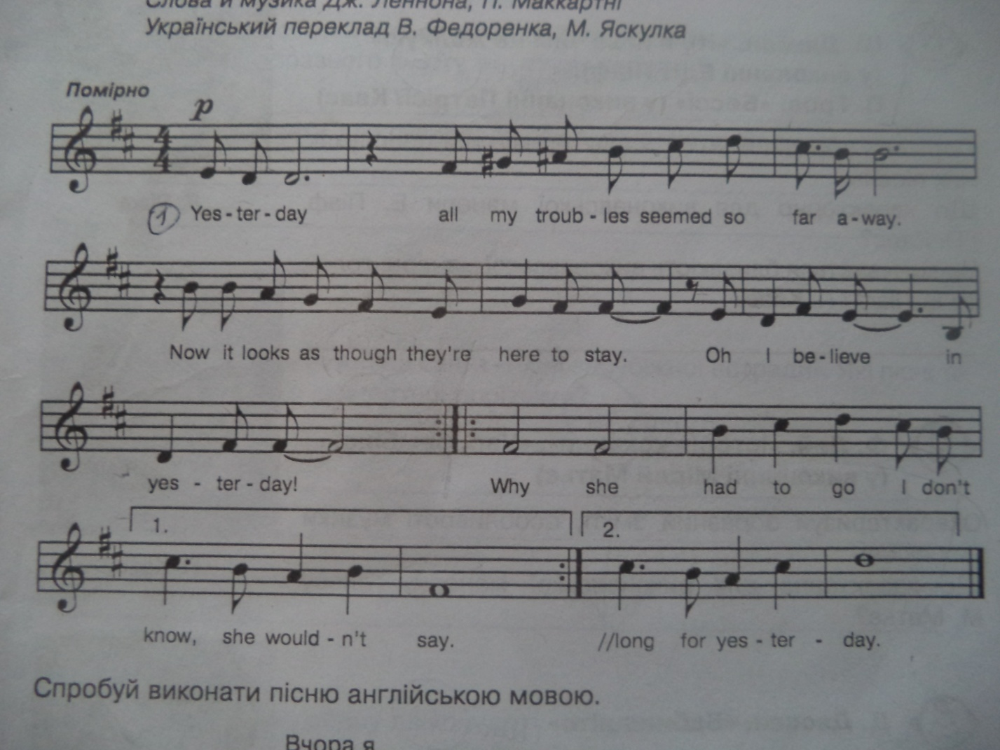 Слова й музика Дж. Леннона, П. Маккартні
Український переклад В. Федоренка, М. Яскулка
Помірно
p
1 Yes - ter - day all my troub - les seemed so far a - way.
Now it looks as though they're here to stay. Oh I be - lieve in
yes - ter - day! Why she had to go I don't
1. 2.
know, she would - n't say. //long for yes - ter - day.
Спробуй виконати пісню англійською мовою.
Вчора я